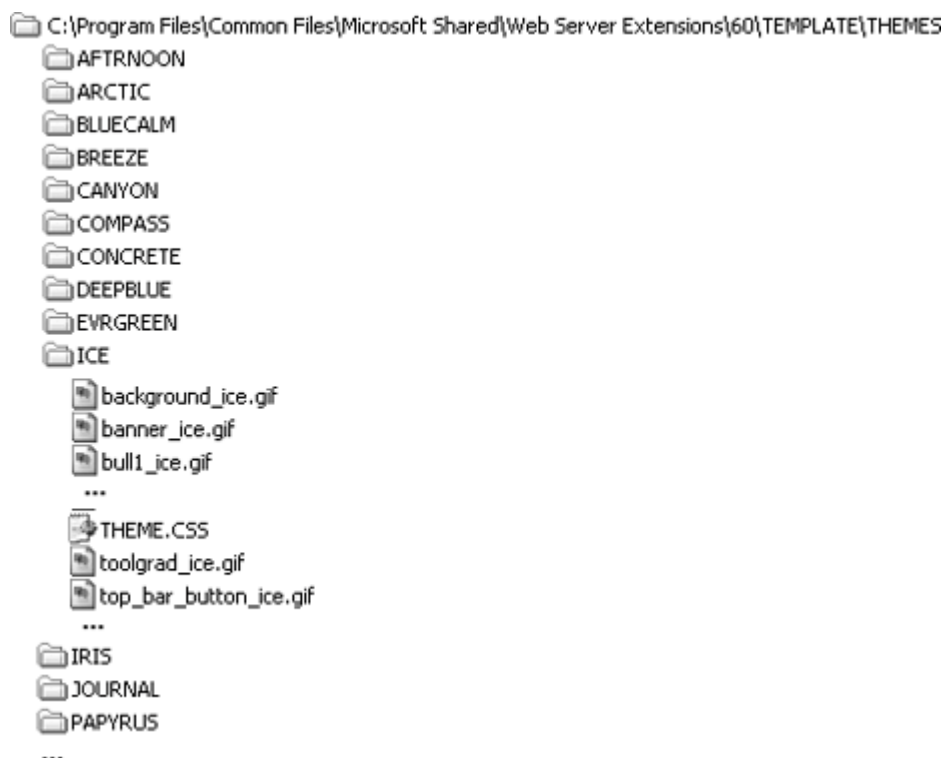 C:\Program Files\Common Files\Microsoft Shared\Web Server Extensions\60\TEMPLATE\THEMES
AFTRNOON
ARCTIC
BLUECALM
BREEZE
CANYON
COMPASS
CONCRETE
DEEPBLUE
EVRGREEN
ICE
background_ice.gif
banner_ice.gif
bull1_ice.gif
...
THEME.CSS
toolgrad_ice.gif
top_bar_button_ice.gif
...
IRIS
JOURNAL
PAPYRUS
...